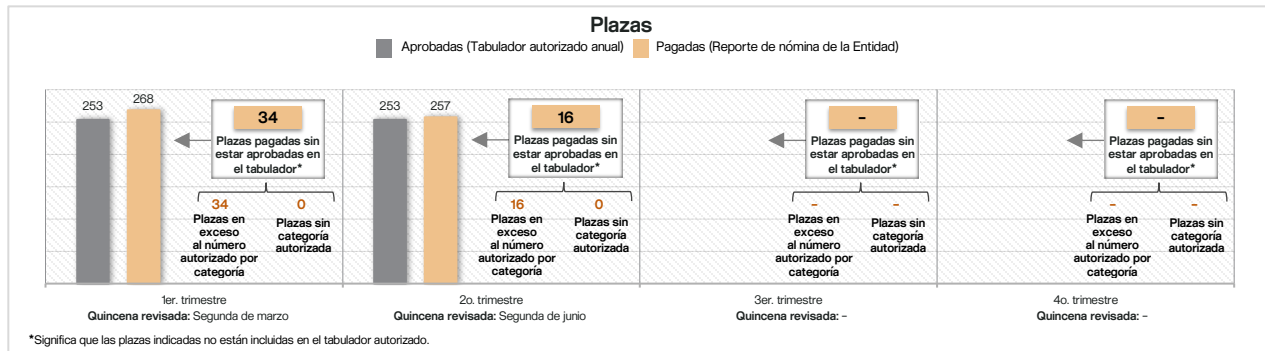 Plazas
Aprobadas (Tabulador autorizado anual)
Pagadas (Reporte de nómina de la Entidad)
253
268
34
Plazas pagadas sin
estar aprobadas en
el tabulador*
34
Plazas en
exceso
al número
autorizado por
categoría
0
Plazas sin
categoría
autorizada
1er. trimestre
Quincena revisada: Segunda de marzo
253
257
16
Plazas pagadas sin
estar aprobadas en
el tabulador*
16
Plazas en
exceso
al número
autorizado por
categoría
0
Plazas sin
categoría
autorizada
2o. trimestre
Quincena revisada: Segunda de junio
-
Plazas pagadas sin
estar aprobadas en
el tabulador*
-
Plazas en
exceso
al número
autorizado por
categoría
-
Plazas sin
categoría
autorizada
3er. trimestre
Quincena revisada: -
-
Plazas pagadas sin
estar aprobadas en
el tabulador*
-
Plazas en
exceso
al número
autorizado por
categoría
-
Plazas sin
categoría
autorizada
4o. trimestre
Quincena revisada: -
*Significa que las plazas indicadas no están incluidas en el tabulador autorizado.